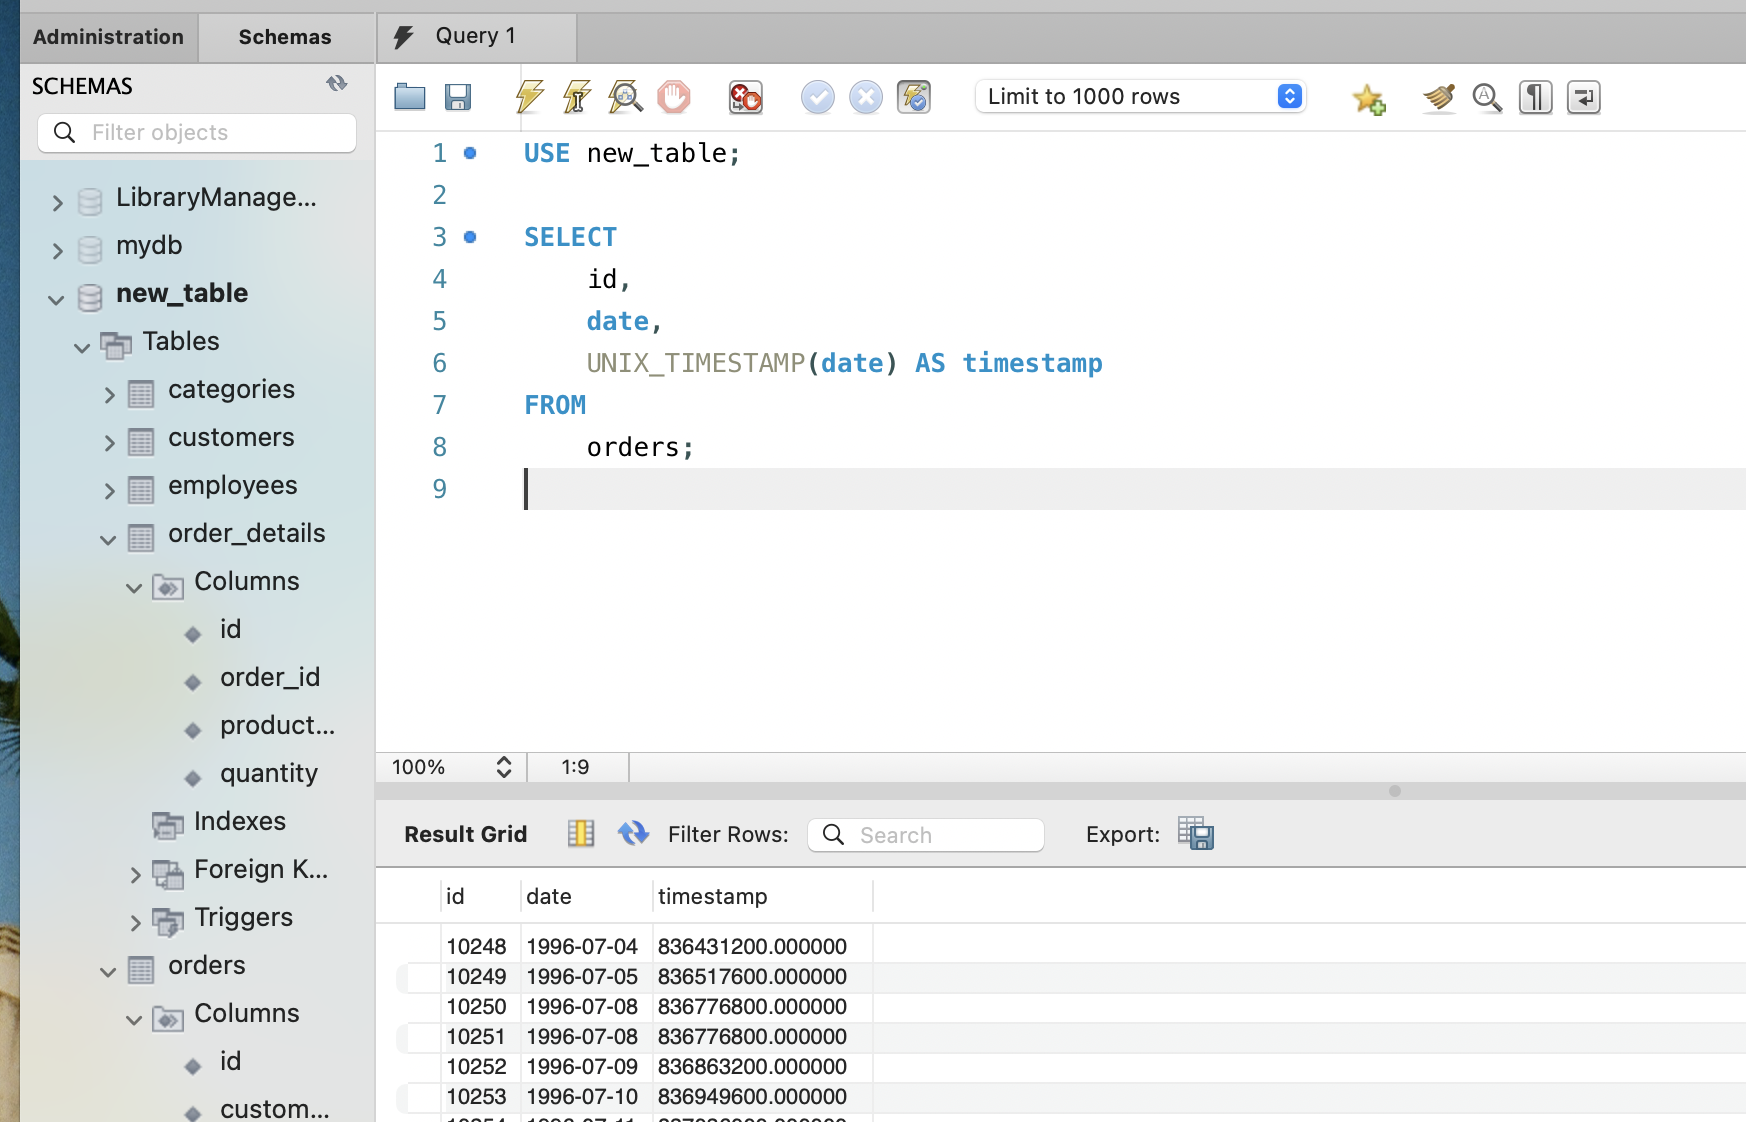 Administration
Schemas
Query 1
SCHEMAS
Filter objects
Limit to 1000 rows
LibraryManage...
mydb
new_table
Tables
categories
customers
employees
order_details
Columns
id
order_id
product...
quantity
Indexes
Foreign K...
Triggers
orders
Columns
id
custom...
1 USE new_table;
2
3 SELECT
4 id,
5 date,
6 UNIX_TIMESTAMP(date) AS timestamp
7 FROM
8 orders;
9
100% 1:9
Result Grid Filter Rows: Search Export:
id date timestamp
10248 1996-07-04 836431200.000000
10249 1996-07-05 836517600.000000
10250 1996-07-08 836776800.000000
10251 1996-07-08 836776800.000000
10252 1996-07-09 836863200.000000
10253 1996-07-10 836949600.000000